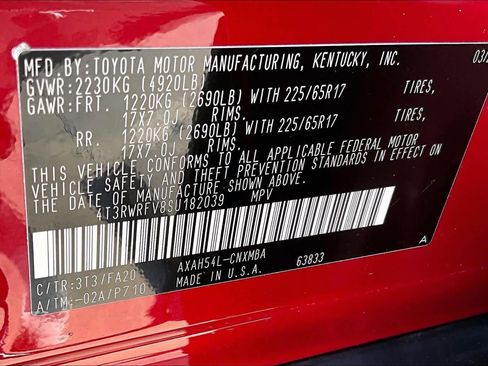 MFD.BY:TOYOTA MOTOR MANUFACTURING, KENTUCKY, INC. 03/
GVWR:2230KG (4920LB)
GAWR:FRT. 1220KG (2690LB) WITH 225/65R17 TIRES,
17X7.0J RIMS.
RR. 1220KG (2690LB) WITH 225/65R17 TIRES,
17X7.0J RIMS.
THIS VEHICLE CONFORMS TO ALL APPLICABLE FEDERAL MOTOR
VEHICLE SAFETY AND THEFT PREVENTION STANDARDS IN EFFECT
ON THE DATE OF MANUFACTURE SHOWN ABOVE.
4T3RWRFV8SU182039 MPV
C/TR:3T3/FA20 AXAH54L-CNXMBA 63833 A
A/TM:-02A/P710 MADE IN U.S.A.